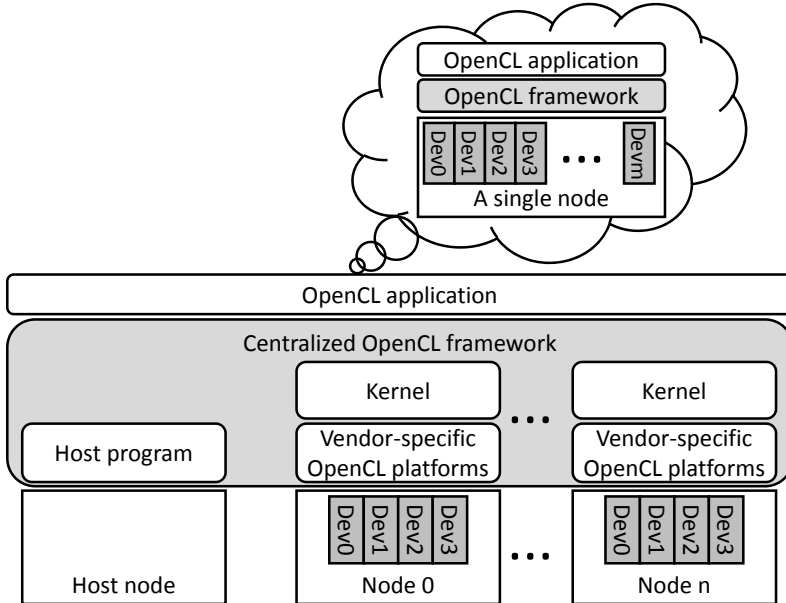 OpenCL application
OpenCL framework
Dev0 Dev1 Dev2 Dev3 ... Devm
A single node
OpenCL application
Centralized OpenCL framework
Kernel ... Kernel
Host program
Vendor-specific
OpenCL platforms
Vendor-specific
OpenCL platforms
Dev0 Dev1 Dev2 Dev3 ... Dev0 Dev1 Dev2 Dev3
Host node Node 0 Node n